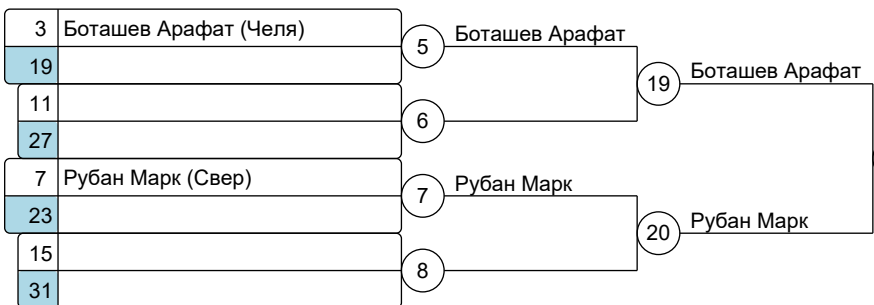 3 Боташев Арафат (Челя)
19
11
27
7 Рубан Марк (Свер)
23
15
31
5 Боташев Арафат
6
7 Рубан Марк
8
19 Боташев Арафат
20 Рубан Марк